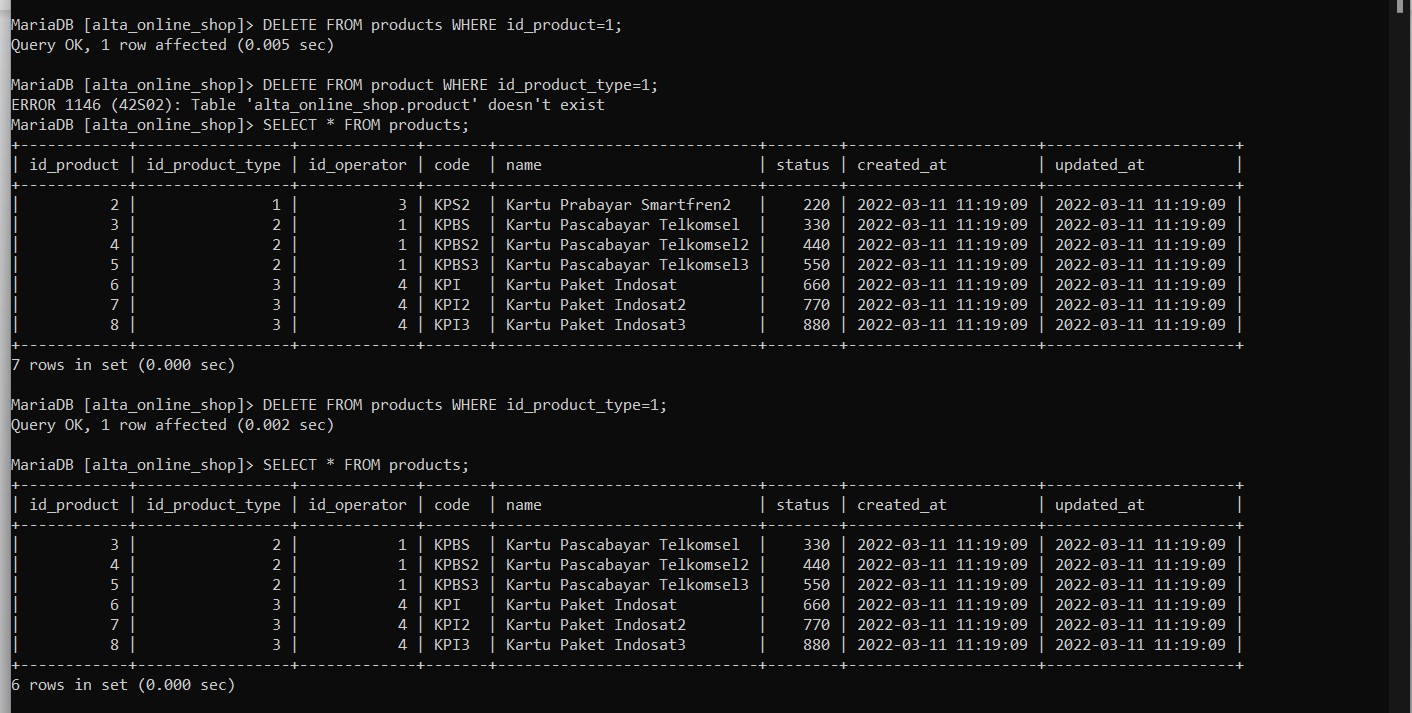 MariaDB [alta_online_shop]> DELETE FROM products WHERE id_product=1;
Query OK, 1 row affected (0.005 sec)

MariaDB [alta_online_shop]> DELETE FROM product WHERE id_product_type=1;
ERROR 1146 (42S02): Table 'alta_online_shop.product' doesn't exist
MariaDB [alta_online_shop]> SELECT * FROM products;
+------------+-----------------+-------------+-------+----------------------------+--------+---------------------+---------------------+
| id_product | id_product_type | id_operator | code  | name                       | status | created_at          | updated_at          |
+------------+-----------------+-------------+-------+----------------------------+--------+---------------------+---------------------+
|          2 |               1 |           3 | KPS2  | Kartu Prabayar Smartfren2  |    220 | 2022-03-11 11:19:09 | 2022-03-11 11:19:09 |
|          3 |               2 |           1 | KPBS  | Kartu Pascabayar Telkomsel |    330 | 2022-03-11 11:19:09 | 2022-03-11 11:19:09 |
|          4 |               2 |           1 | KPBS2 | Kartu Pascabayar Telkomsel2 |    440 | 2022-03-11 11:19:09 | 2022-03-11 11:19:09 |
|          5 |               2 |           1 | KPBS3 | Kartu Pascabayar Telkomsel3 |    550 | 2022-03-11 11:19:09 | 2022-03-11 11:19:09 |
|          6 |               3 |           4 | KPI   | Kartu Paket Indosat        |    660 | 2022-03-11 11:19:09 | 2022-03-11 11:19:09 |
|          7 |               3 |           4 | KPI2  | Kartu Paket Indosat2       |    770 | 2022-03-11 11:19:09 | 2022-03-11 11:19:09 |
|          8 |               3 |           4 | KPI3  | Kartu Paket Indosat3       |    880 | 2022-03-11 11:19:09 | 2022-03-11 11:19:09 |
+------------+-----------------+-------------+-------+----------------------------+--------+---------------------+---------------------+
7 rows in set (0.000 sec)

MariaDB [alta_online_shop]> DELETE FROM products WHERE id_product_type=1;
Query OK, 1 row affected (0.002 sec)

MariaDB [alta_online_shop]> SELECT * FROM products;
+------------+-----------------+-------------+-------+----------------------------+--------+---------------------+---------------------+
| id_product | id_product_type | id_operator | code  | name                       | status | created_at          | updated_at          |
+------------+-----------------+-------------+-------+----------------------------+--------+---------------------+---------------------+
|          3 |               2 |           1 | KPBS  | Kartu Pascabayar Telkomsel |    330 | 2022-03-11 11:19:09 | 2022-03-11 11:19:09 |
|          4 |               2 |           1 | KPBS2 | Kartu Pascabayar Telkomsel2 |    440 | 2022-03-11 11:19:09 | 2022-03-11 11:19:09 |
|          5 |               2 |           1 | KPBS3 | Kartu Pascabayar Telkomsel3 |    550 | 2022-03-11 11:19:09 | 2022-03-11 11:19:09 |
|          6 |               3 |           4 | KPI   | Kartu Paket Indosat        |    660 | 2022-03-11 11:19:09 | 2022-03-11 11:19:09 |
|          7 |               3 |           4 | KPI2  | Kartu Paket Indosat2       |    770 | 2022-03-11 11:19:09 | 2022-03-11 11:19:09 |
|          8 |               3 |           4 | KPI3  | Kartu Paket Indosat3       |    880 | 2022-03-11 11:19:09 | 2022-03-11 11:19:09 |
+------------+-----------------+-------------+-------+----------------------------+--------+---------------------+---------------------+
6 rows in set (0.000 sec)